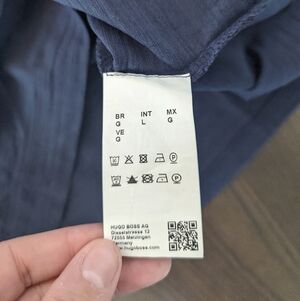 BR INT MX
G L G
VE
G
HUGO BOSS AG
Dieselstrasse 12
72555 Metzingen
Germany
www.hugoboss.com